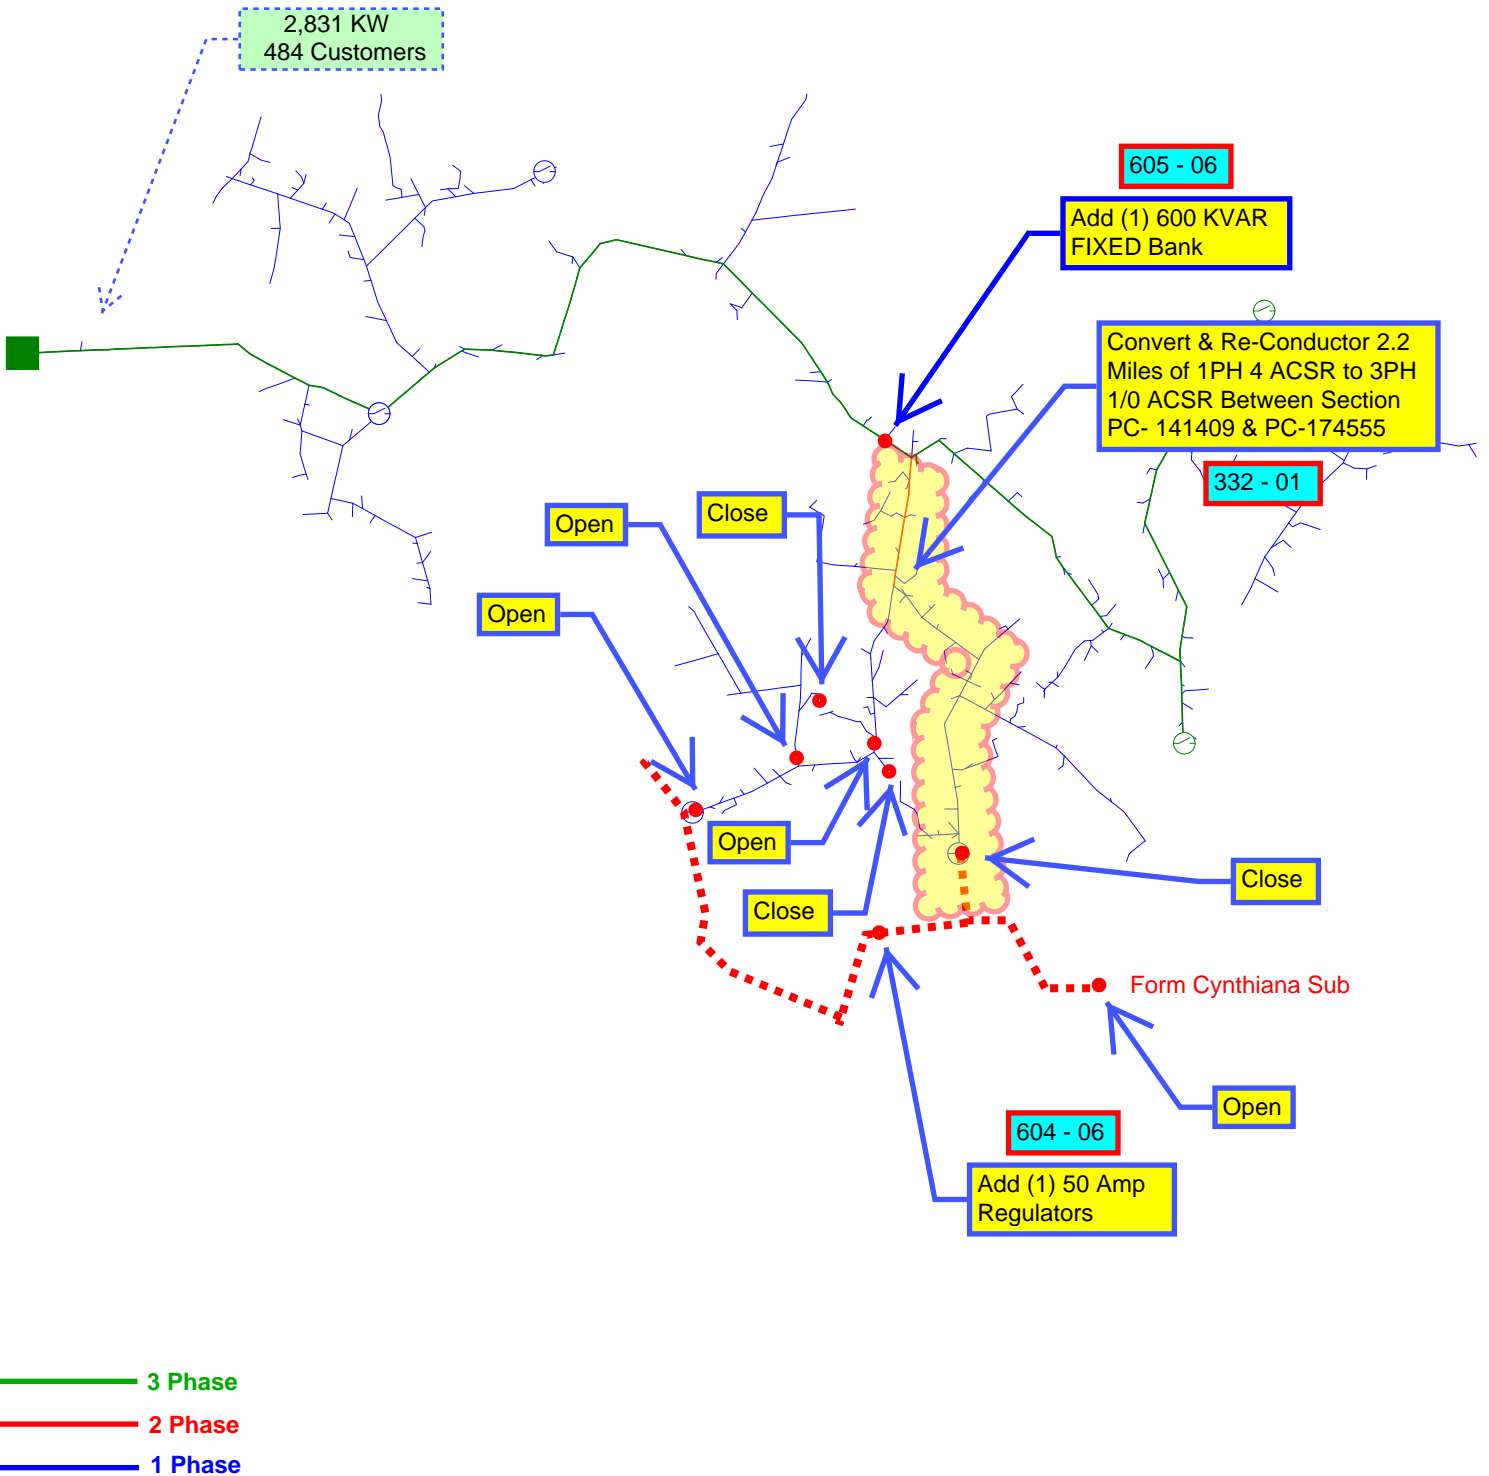 2,831 KW
484 Customers
605 - 06
Add (1) 600 KVAR
FIXED Bank
Convert & Re-Conductor 2.2
Miles of 1PH 4 ACSR to 3PH
1/0 ACSR Between Section
PC- 141409 & PC-174555
332 - 01
Close
Open
Open
Open
Close
Close
Form Cynthiana Sub
Open
604 - 06
Add (1) 50 Amp
Regulators
3 Phase
2 Phase
1 Phase